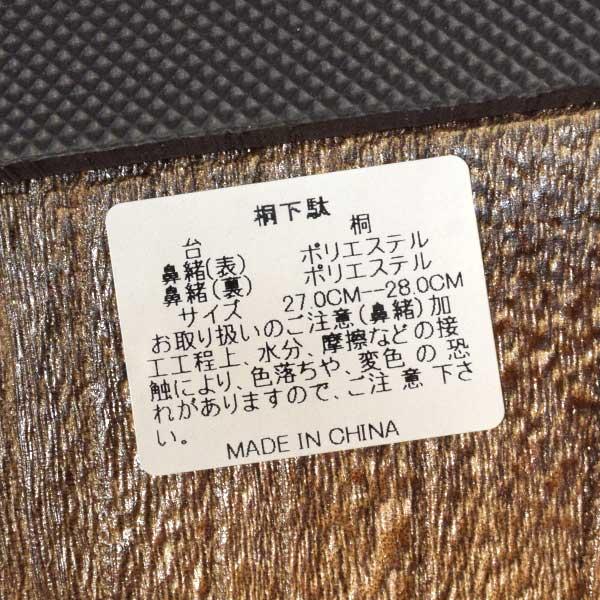 桐下駄
台 桐
鼻緒(表) ポリエステル
鼻緒(裏) ポリエステル
サイズ 27.0CM--28.0CM
お取り扱いのご注意(鼻緒)加
工工程上、水分、摩擦などの接
触により、色落ちや、変色 の 恐
れがありますので、ご注 意 下さ
い。
MADE IN CHINA